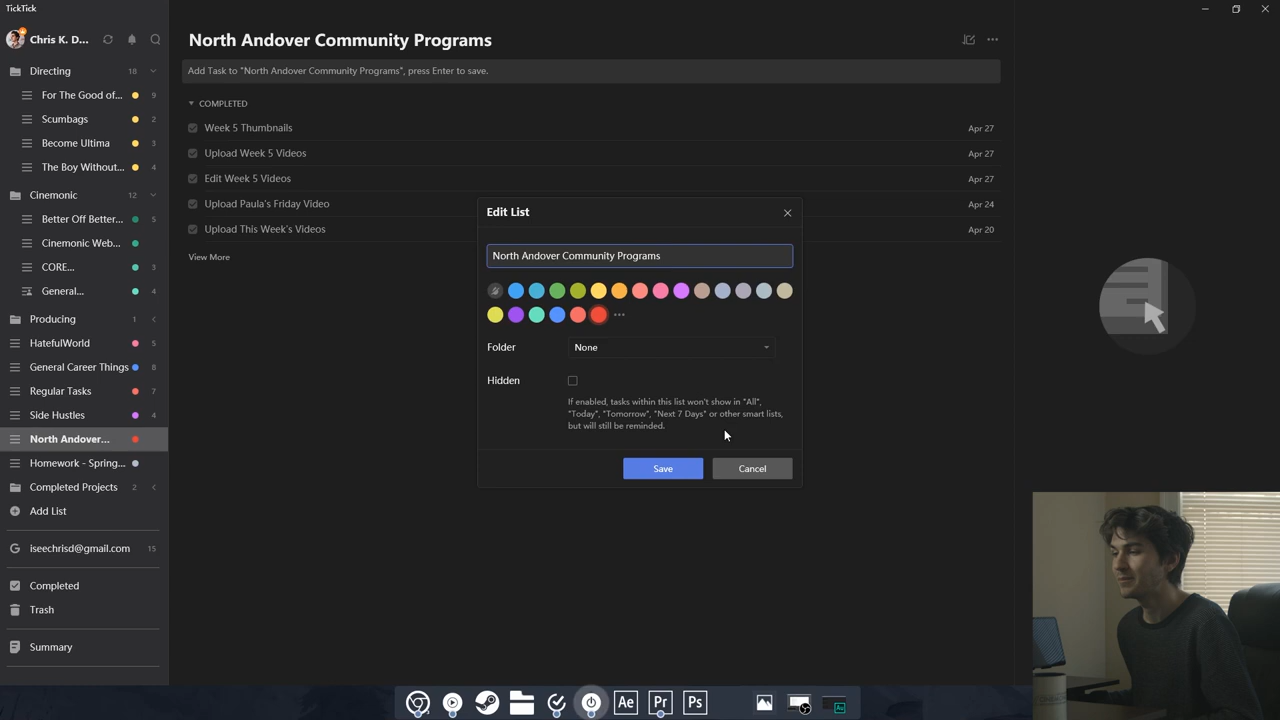 TickTick
Chris K. D...
Directing 18
For The Good of... 9
Scumbags 2
Become Ultima 3
The Boy Without... 4
Cinemonic 12
Better Off Better... 5
Cinemonic Web...
CORE... 3
General... 4
Producing 1
HatefulWorld 5
General Career Things 8
Regular Tasks 7
Side Hustles 4
North Andover...
Homework - Spring...
Completed Projects 2
Add List
iseechrisd@gmail.com 15
Completed
Trash
Summary
North Andover Community Programs
Add Task to "North Andover Community Programs", press Enter to save.
COMPLETED
Week 5 Thumbnails Apr 27
Upload Week 5 Videos Apr 27
Edit Week 5 Videos Apr 27
Upload Paula's Friday Video Apr 24
Upload This Week's Videos Apr 20
View More
Edit List
North Andover Community Programs
Folder None
Hidden
If enabled, tasks within this list won't show in "All",
"Today", "Tomorrow", "Next 7 Days" or other smart lists,
but will still be reminded.
Save Cancel
Ae Pr Ps Au